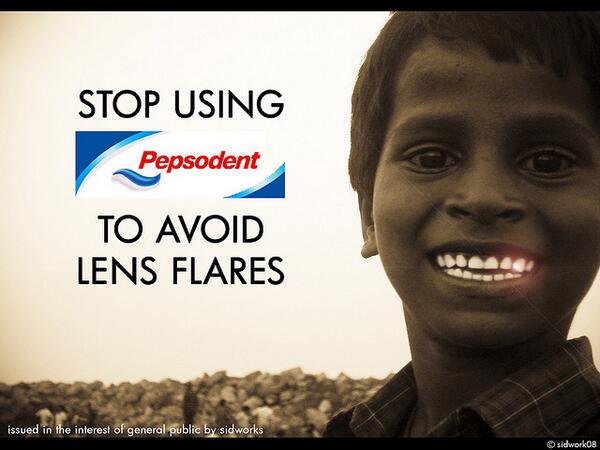 STOP USING
Pepsodent
TO AVOID
LENS FLARES
issued in the interest of general public by sidworks
© sidwork08